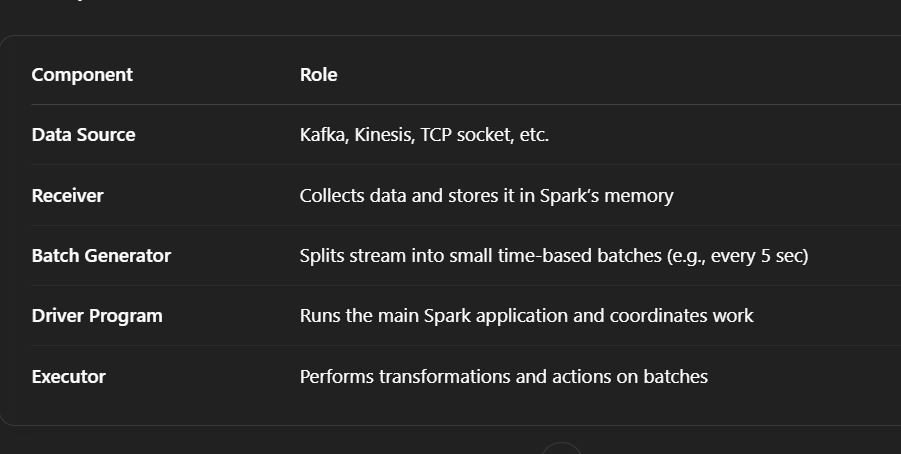 Component Role
Data Source Kafka, Kinesis, TCP socket, etc.
Receiver Collects data and stores it in Spark’s memory
Batch Generator Splits stream into small time-based batches (e.g., every 5 sec)
Driver Program Runs the main Spark application and coordinates work
Executor Performs transformations and actions on batches